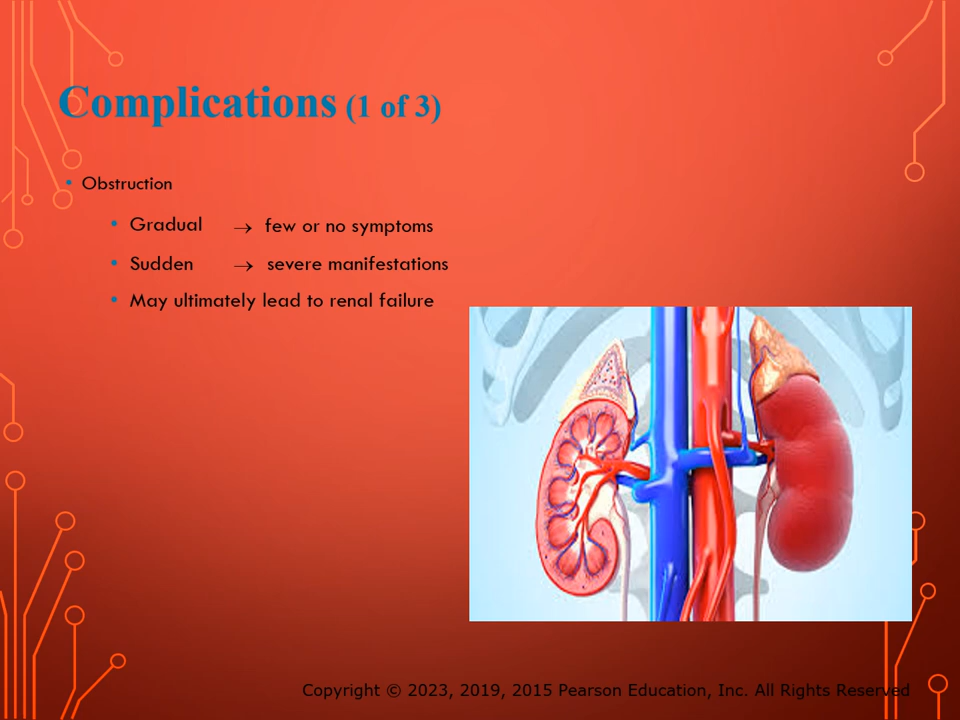 Complications (1 of 3)
• Obstruction
• Gradual → few or no symptoms
• Sudden → severe manifestations
• May ultimately lead to renal failure
Copyright © 2023, 2019, 2015 Pearson Education, Inc. All Rights Reserved